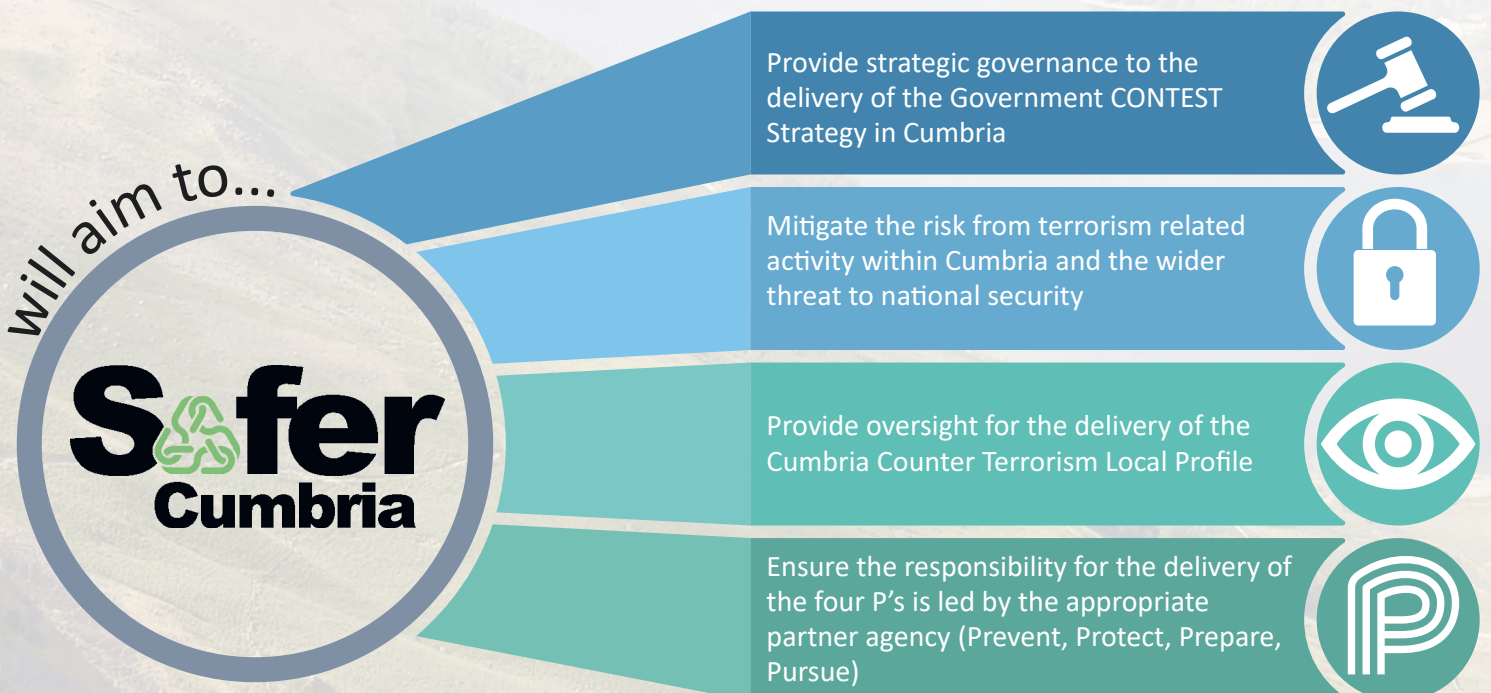 will aim to...
Safer
Cumbria
Provide strategic governance to the
delivery of the Government CONTEST
Strategy in Cumbria
Mitigate the risk from terrorism related
activity within Cumbria and the wider
threat to national security
Provide oversight for the delivery of the
Cumbria Counter Terrorism Local Profile
Ensure the responsibility for the delivery of
the four P's is led by the appropriate
partner agency (Prevent, Protect, Prepare,
Pursue)
P